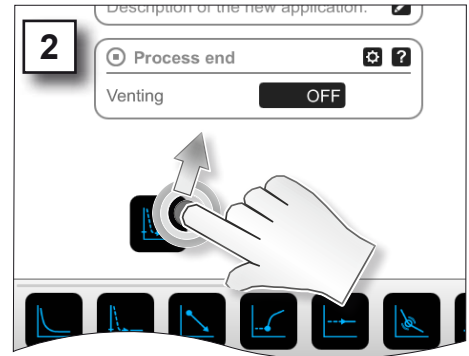 Description of the new application.
2
Process end ?
Venting OFF